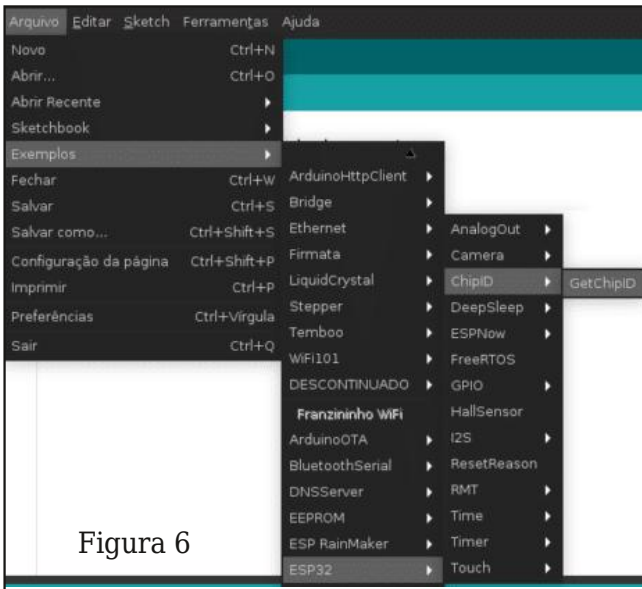 Arquivo Editar Sketch Ferramentas Ajuda
Novo Ctrl+N
Abrir... Ctrl+O
Abrir Recente
Sketchbook
Exemplos
Fechar Ctrl+W
Salvar Ctrl+S
Salvar como... Ctrl+Shift+S
Configuração da página Ctrl+Shift+P
Imprimir Ctrl+P
Preferências Ctrl+Vírgula
Sair Ctrl+Q
ArduinoHttpClient
Bridge
Ethernet
Firmata
LiquidCrystal
Stepper
Temboo
WiFi101
DESCONTINUADO
Franzininho WiFi
ArduinoOTA
BluetoothSerial
DNSServer
EEPROM
ESP RainMaker
ESP32
AnalogOut
Camera
ChipID
DeepSleep
ESPNow
FreeRTOS
GPIO
HallSensor
I2S
ResetReason
RMT
Time
Timer
Touch
GetChipID
Figura 6